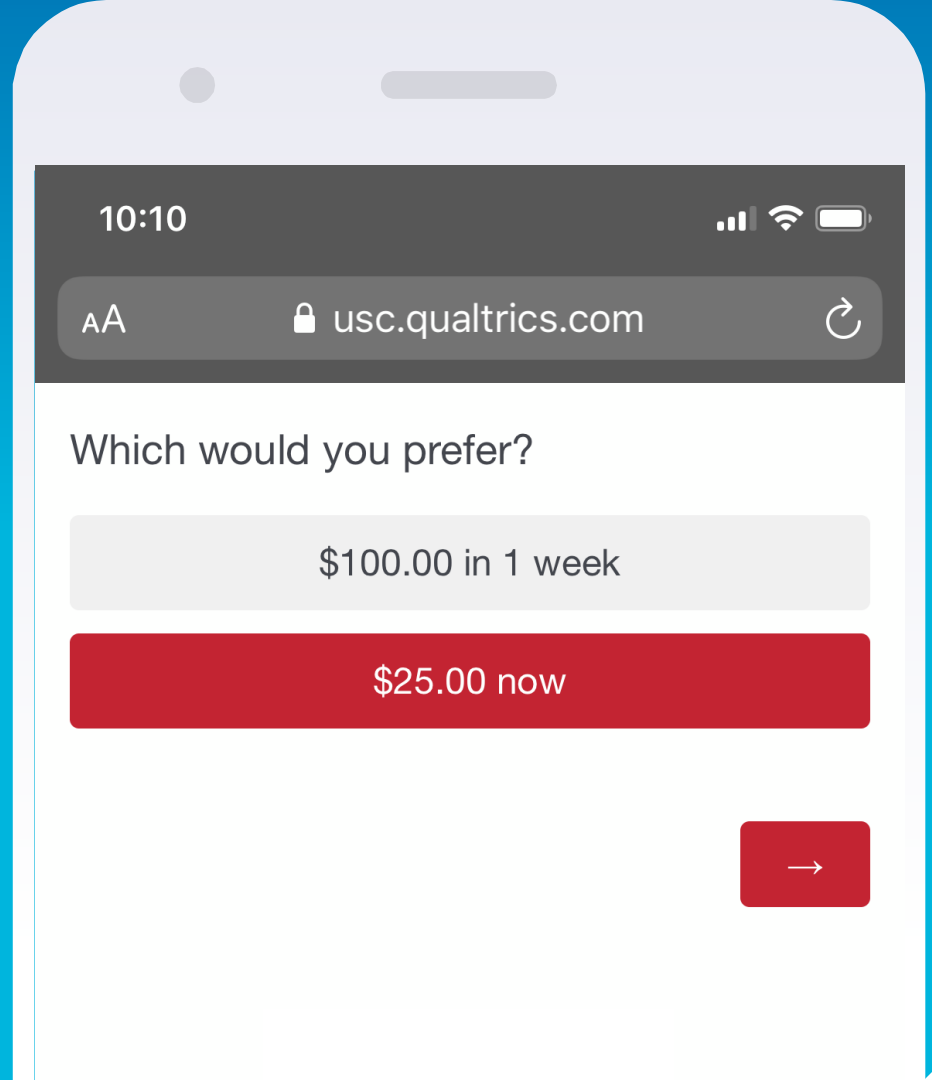 10:10
AA usc.qualtrics.com
Which would you prefer?
$100.00 in 1 week
$25.00 now
→